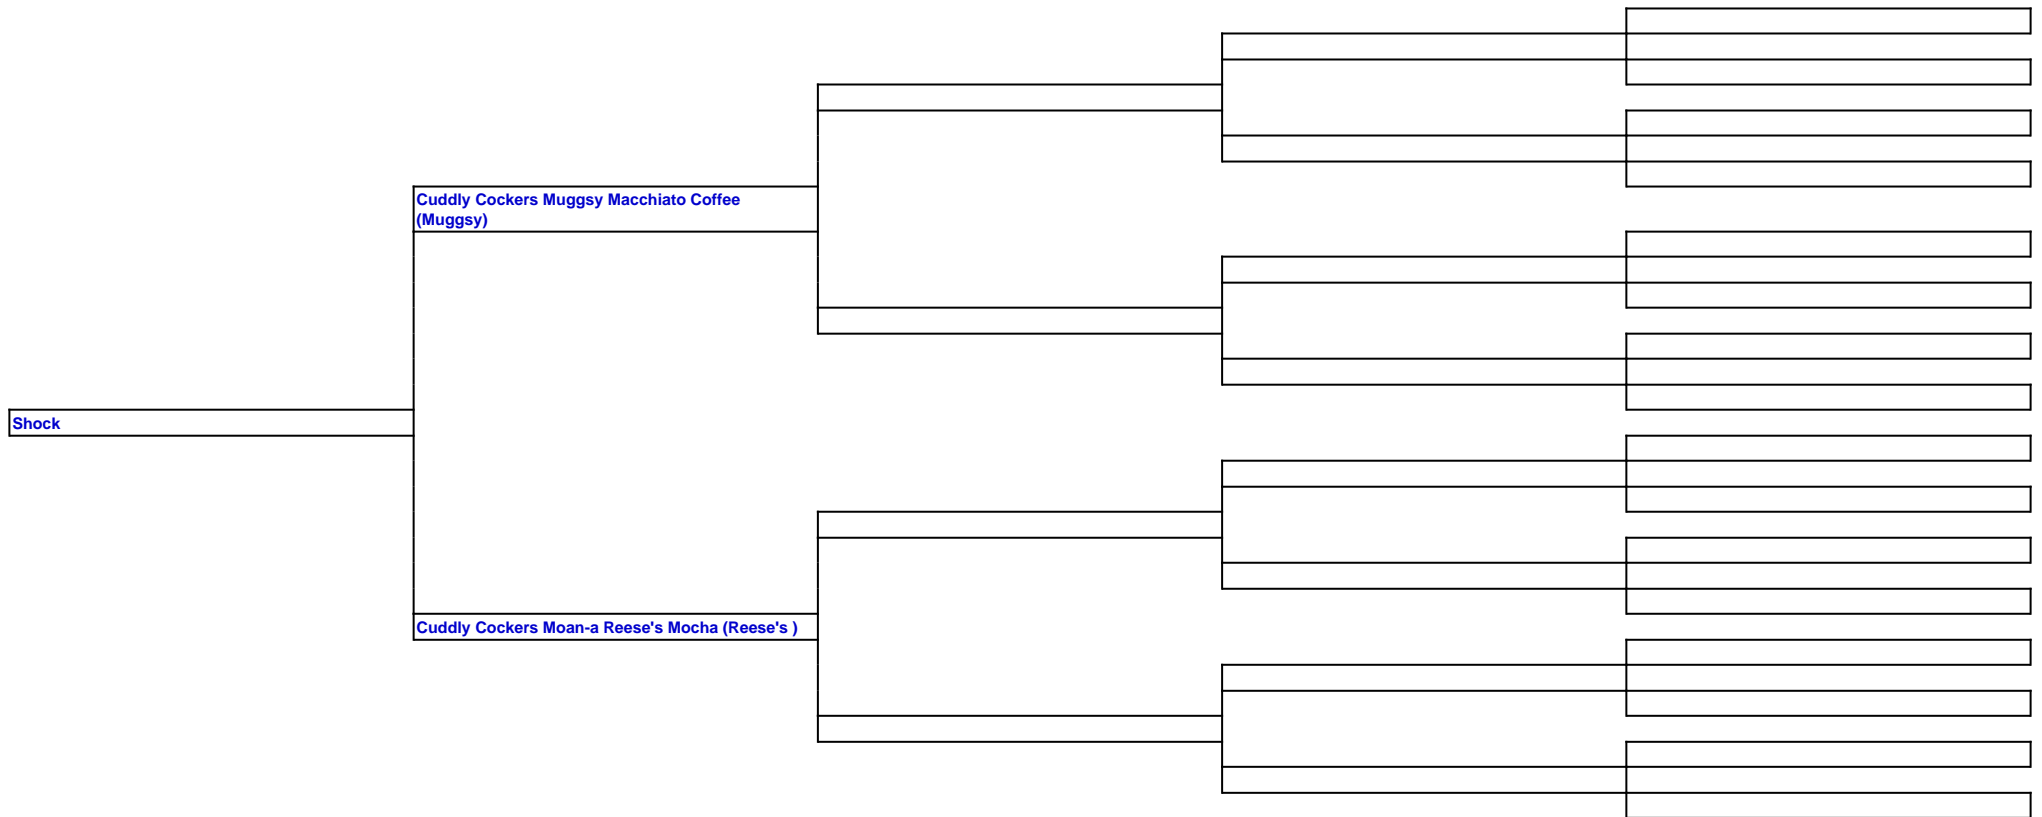 Cuddly Cockers Muggsy Macchiato Coffee
(Muggsy)
Shock
Cuddly Cockers Moan-a Reese's Mocha (Reese's )